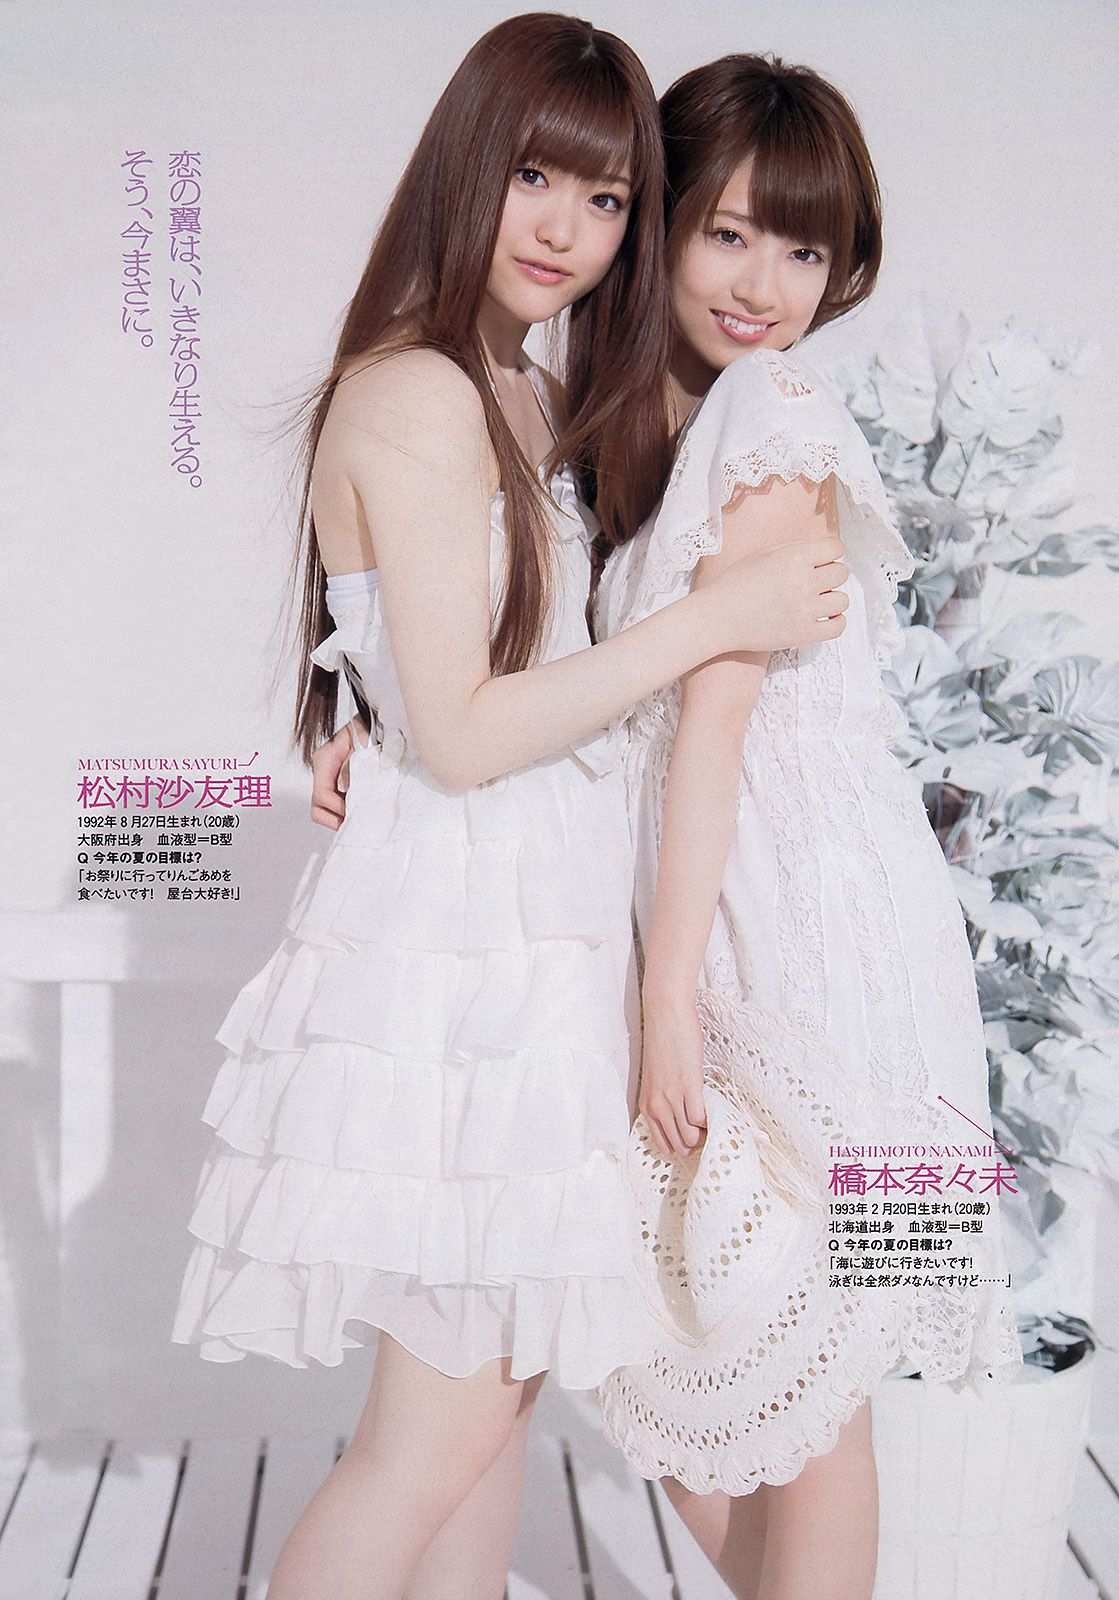 恋の翼は、いきなり生える。
そう、今まさに。
MATSUMURA SAYURI
松村沙友理
1992年8月27日生まれ(20歳)
大阪府出身　血液型=B型
Q 今年の夏の目標は?
「お祭りに行ってりんごあめを
食べたいです!　屋台大好き!」
HASHIMOTO NANAMI
橋本奈々未
1993年2月20日生まれ(20歳)
北海道出身　血液型=B型
Q 今年の夏の目標は?
「海に遊びに行きたいです!
泳ぎは全然ダメなんですけど……」